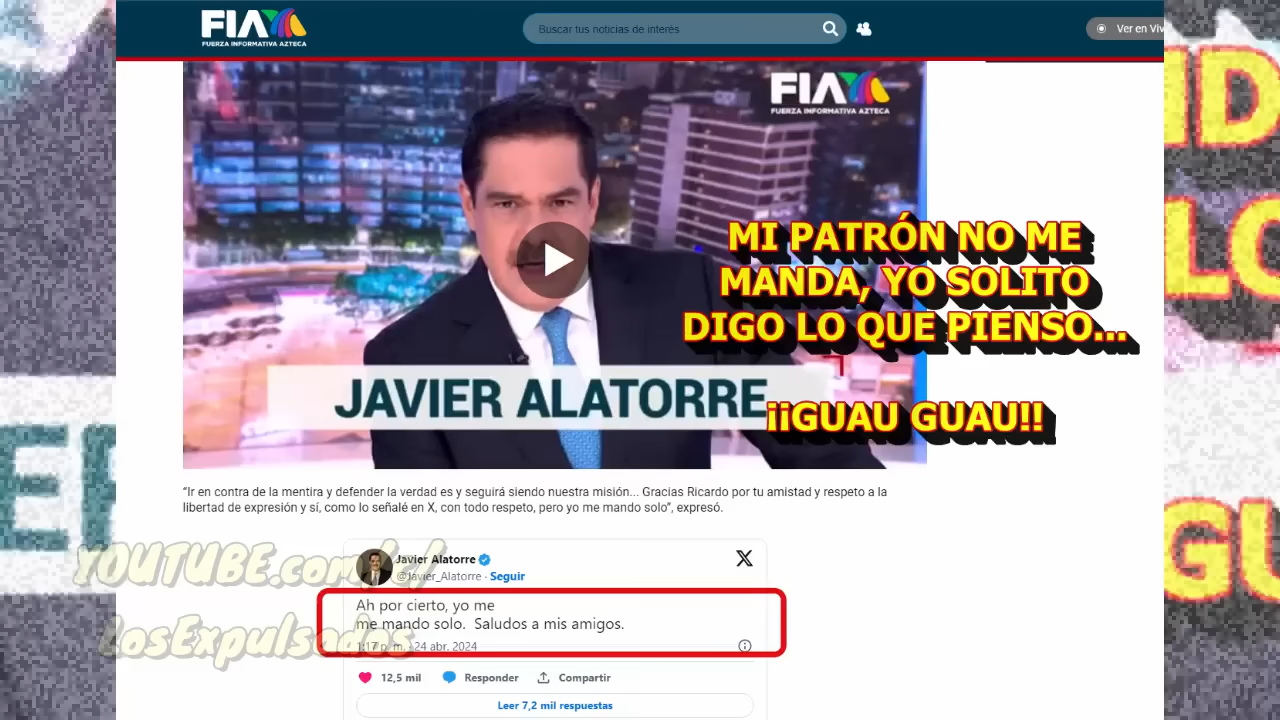 FIA
FUERZA INFORMATIVA AZTECA
Buscar tus noticias de interés
Ver en Viv
FIA
FUERZA INFORMATIVA AZTECA
MI PATRÓN NO ME
MANDA, YO SOLITO
DIGO LO QUE PIENSO...
¡¡GUAU GUAU!!
JAVIER ALATORRE
“Ir en contra de la mentira y defender la verdad es y seguirá siendo nuestra misión... Gracias Ricardo por tu amistad y respeto a la
libertad de expresión y sí, como lo señalé en X, con todo respeto, pero yo me mando solo”, expresó.
YOUTUBE.com/c/
LosExpulsados
Javier Alatorre
@Javier_Alatorre · Seguir
Ah por cierto, yo me
me mando solo. Saludos a mis amigos.
1:17 p. m. · 24 abr. 2024
12,5 mil
Responder
Compartir
Leer 7,2 mil respuestas
ND
LO
GU
ER